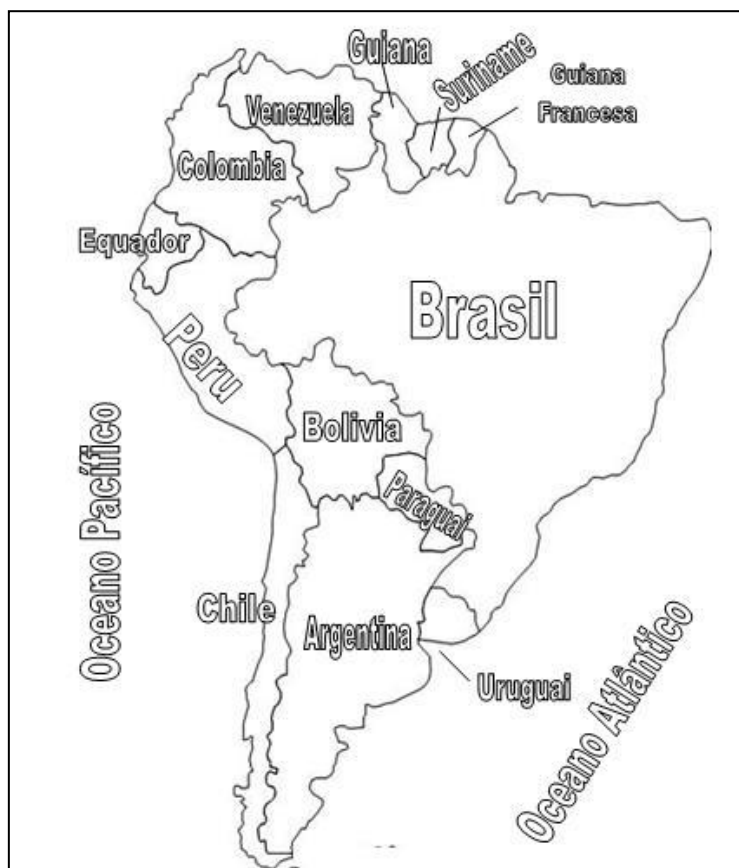 Guiana
Suriname
Guiana
Francesa
Venezuela
Colombia
Equador
Brasil
Peru
Bolivia
Paraguai
Oceano Pacífico
Chile
Argentina
Uruguai
Oceano Atlântico